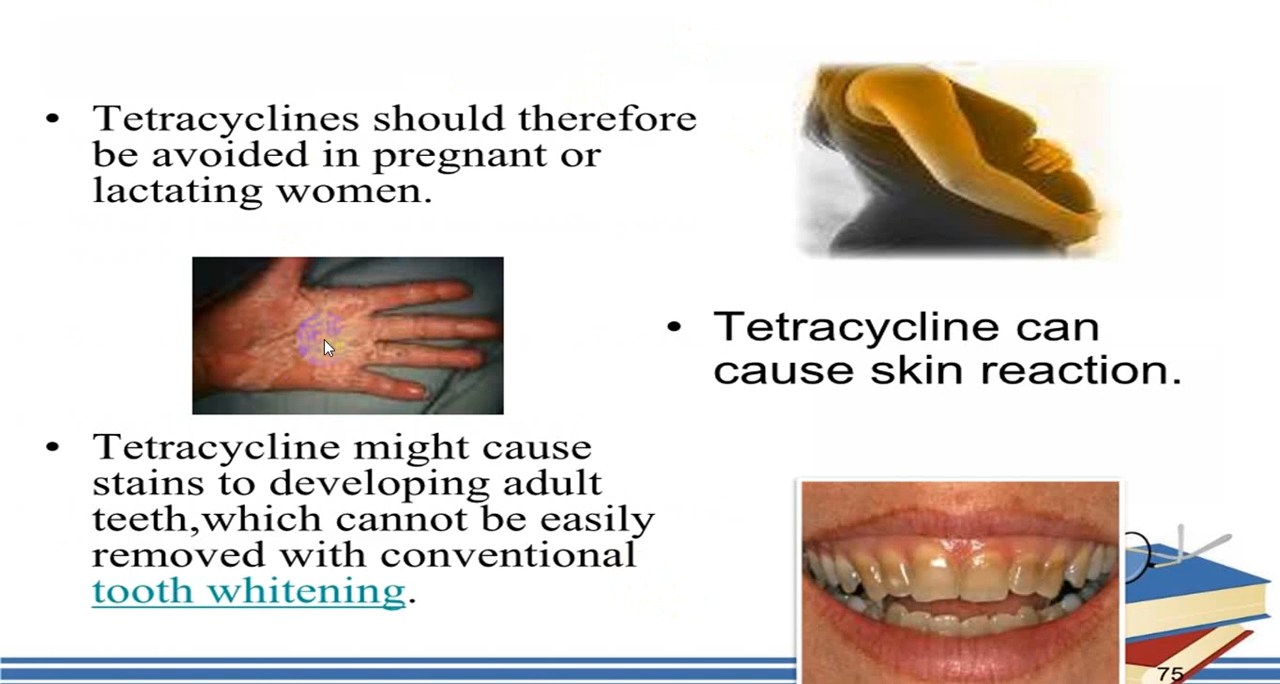 • Tetracyclines should therefore
be avoided in pregnant or
lactating women.
• Tetracycline can
cause skin reaction.
• Tetracycline might cause
stains to developing adult
teeth,which cannot be easily
removed with conventional
tooth whitening.
75